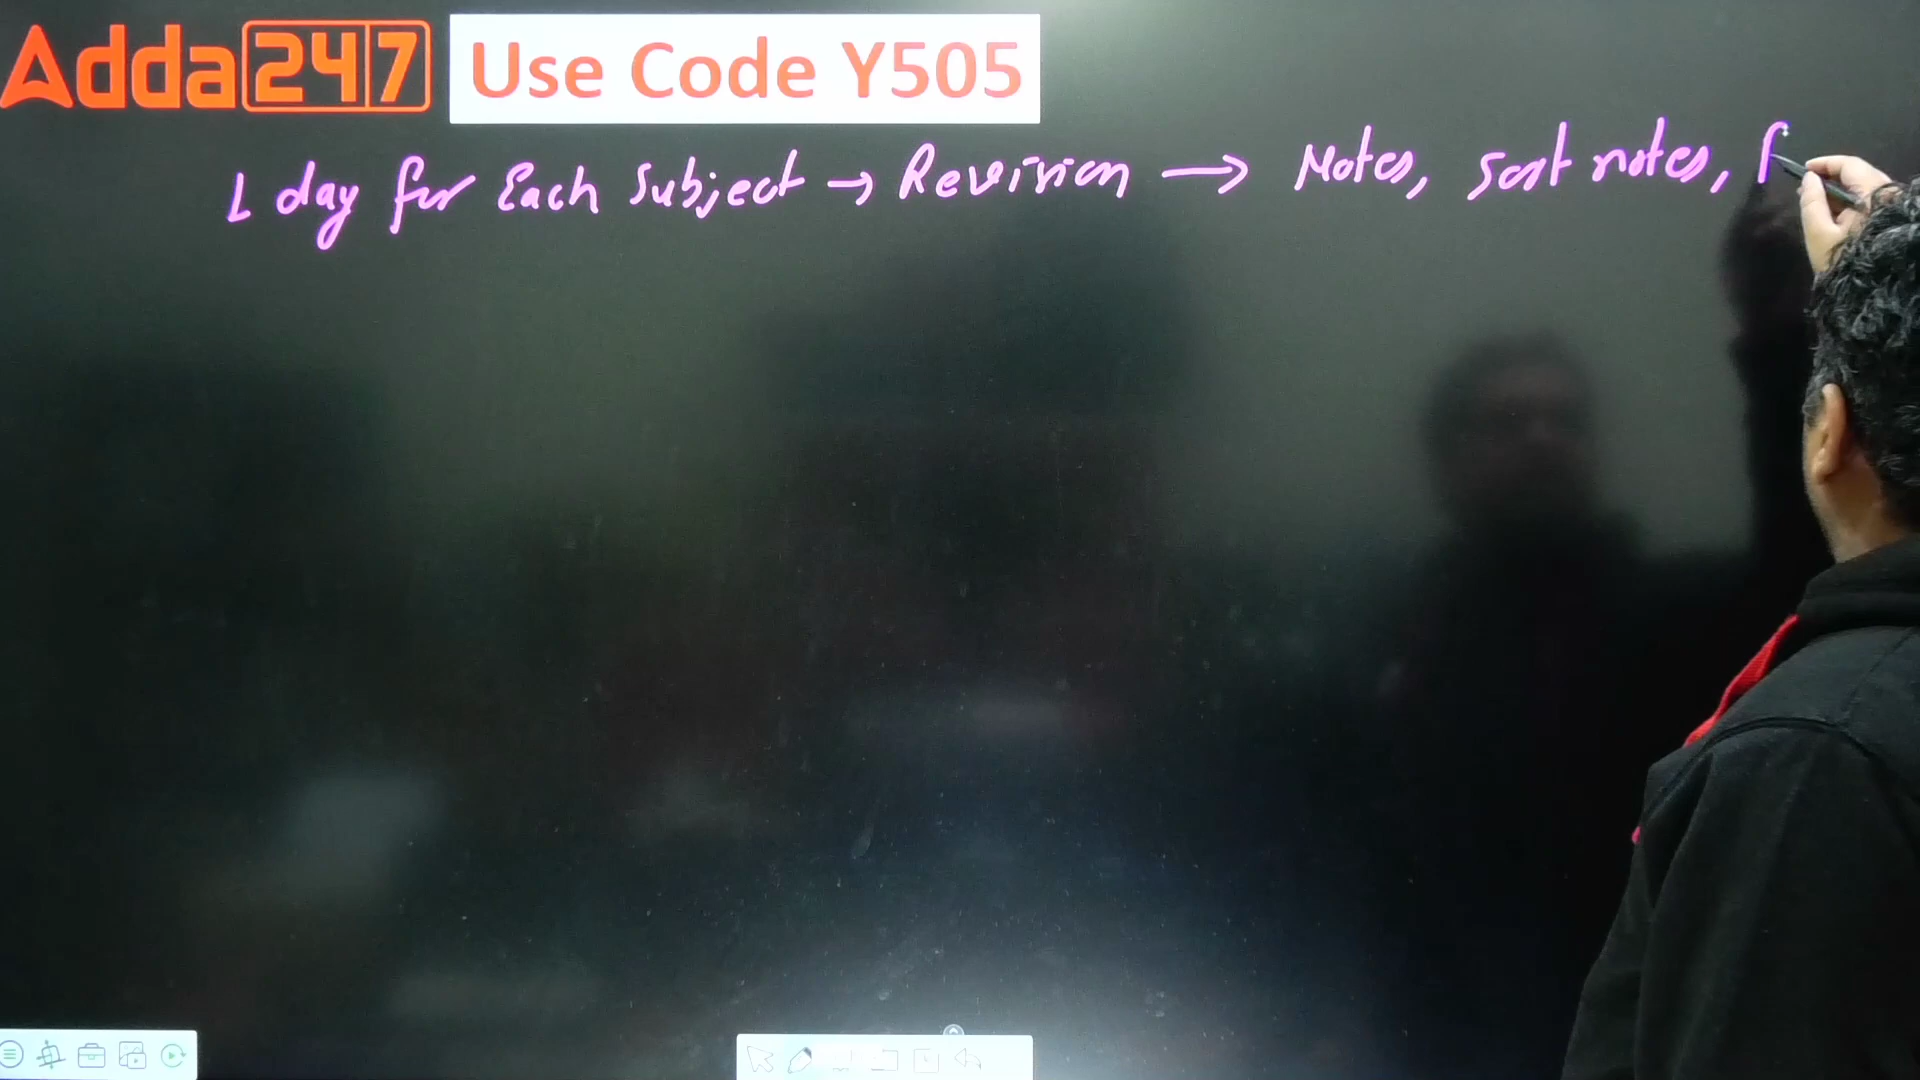 Adda247 Use Code Y505
1 day for Each Subject → Revision → Notes, Sort notes,